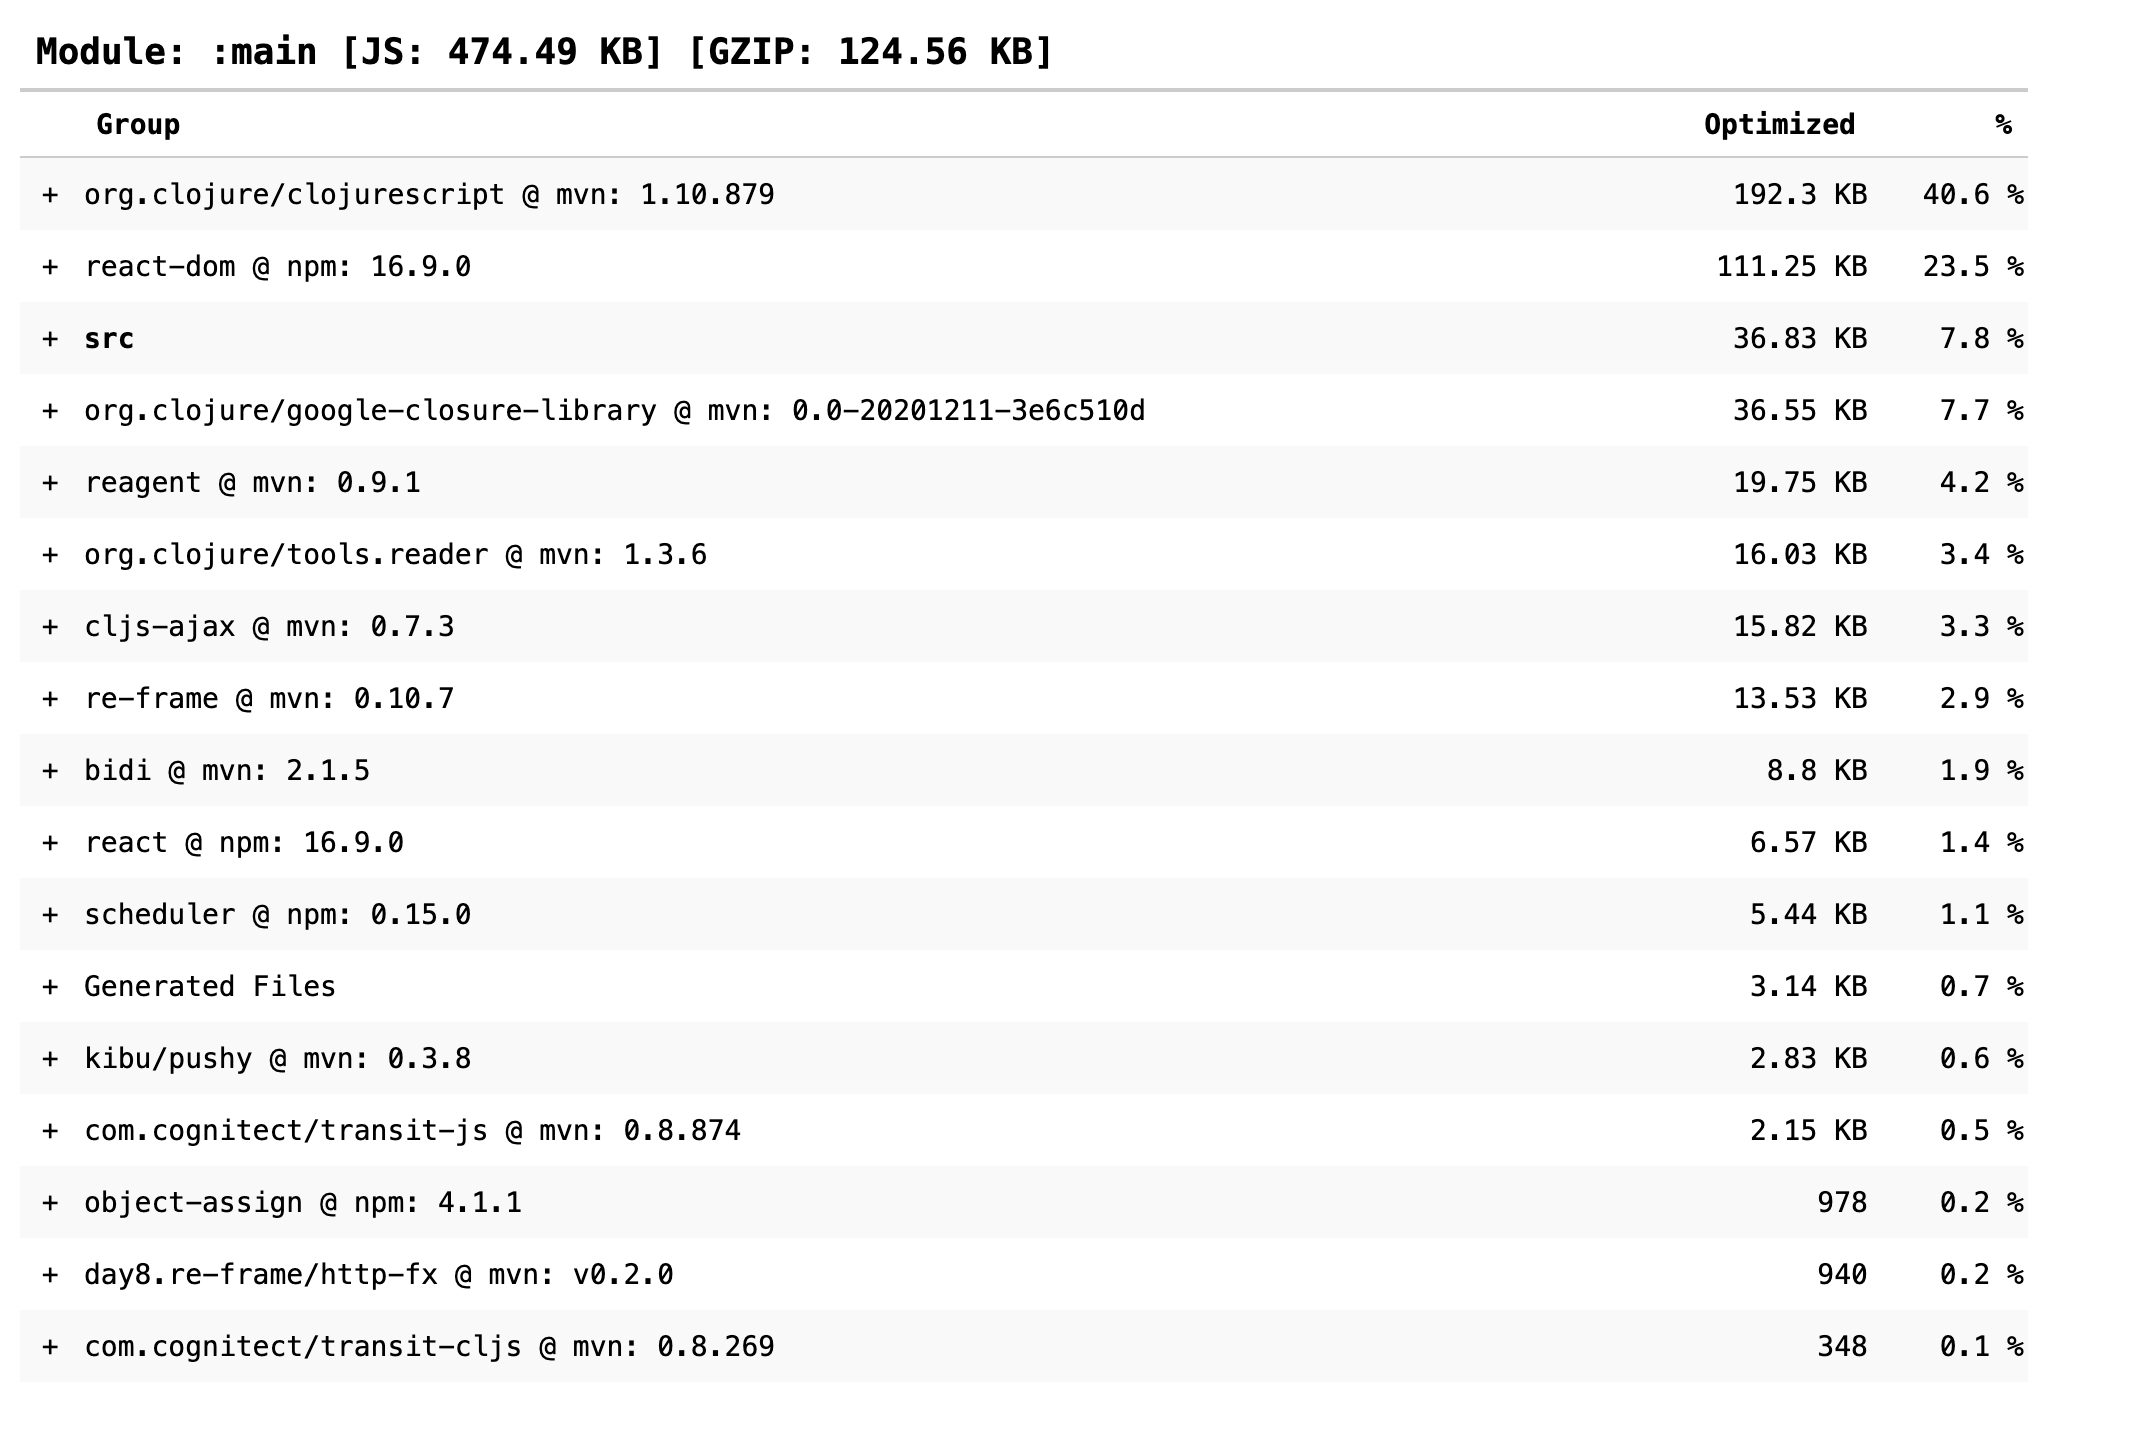 Module: :main [JS: 474.49 KB] [GZIP: 124.56 KB]
Group Optimized %
+ org.clojure/clojurescript @ mvn: 1.10.879 192.3 KB 40.6 %
+ react-dom @ npm: 16.9.0 111.25 KB 23.5 %
+ src 36.83 KB 7.8 %
+ org.clojure/google-closure-library @ mvn: 0.0-20201211-3e6c510d 36.55 KB 7.7 %
+ reagent @ mvn: 0.9.1 19.75 KB 4.2 %
+ org.clojure/tools.reader @ mvn: 1.3.6 16.03 KB 3.4 %
+ cljs-ajax @ mvn: 0.7.3 15.82 KB 3.3 %
+ re-frame @ mvn: 0.10.7 13.53 KB 2.9 %
+ bidi @ mvn: 2.1.5 8.8 KB 1.9 %
+ react @ npm: 16.9.0 6.57 KB 1.4 %
+ scheduler @ npm: 0.15.0 5.44 KB 1.1 %
+ Generated Files 3.14 KB 0.7 %
+ kibu/pushy @ mvn: 0.3.8 2.83 KB 0.6 %
+ com.cognitect/transit-js @ mvn: 0.8.874 2.15 KB 0.5 %
+ object-assign @ npm: 4.1.1 978 0.2 %
+ day8.re-frame/http-fx @ mvn: v0.2.0 940 0.2 %
+ com.cognitect/transit-cljs @ mvn: 0.8.269 348 0.1 %